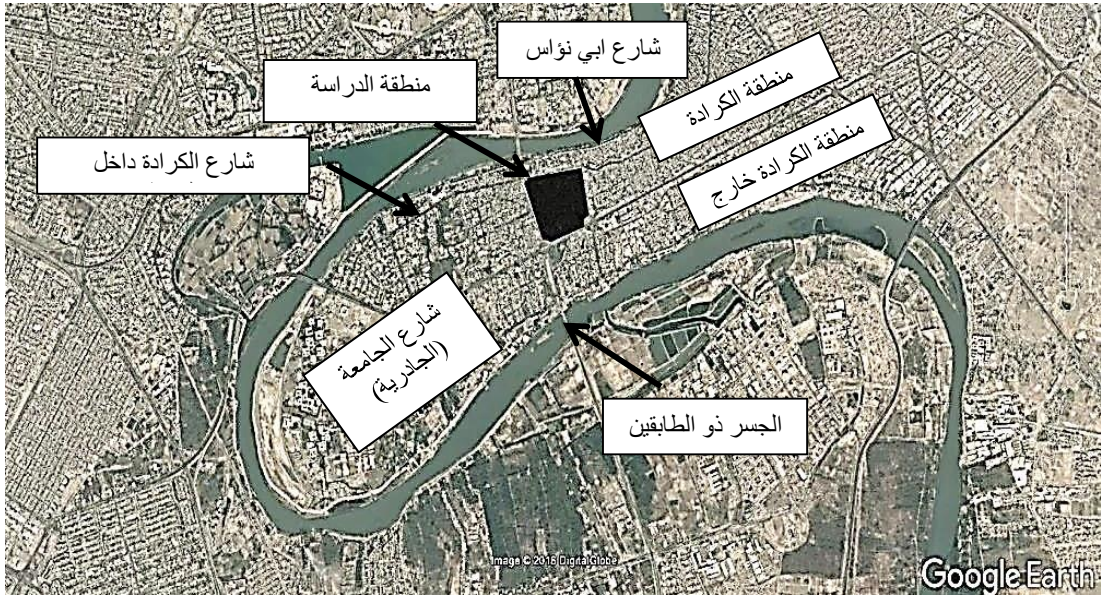 شارع ابي نؤاس
منطقة الدراسة
منطقة الكرادة
شارع الكرادة داخل
منطقة الكرادة خارج
شارع الجامعة
(الجادرية)
الجسر ذو الطابقين
Image © 2016 DigitalGlobe
Google Earth